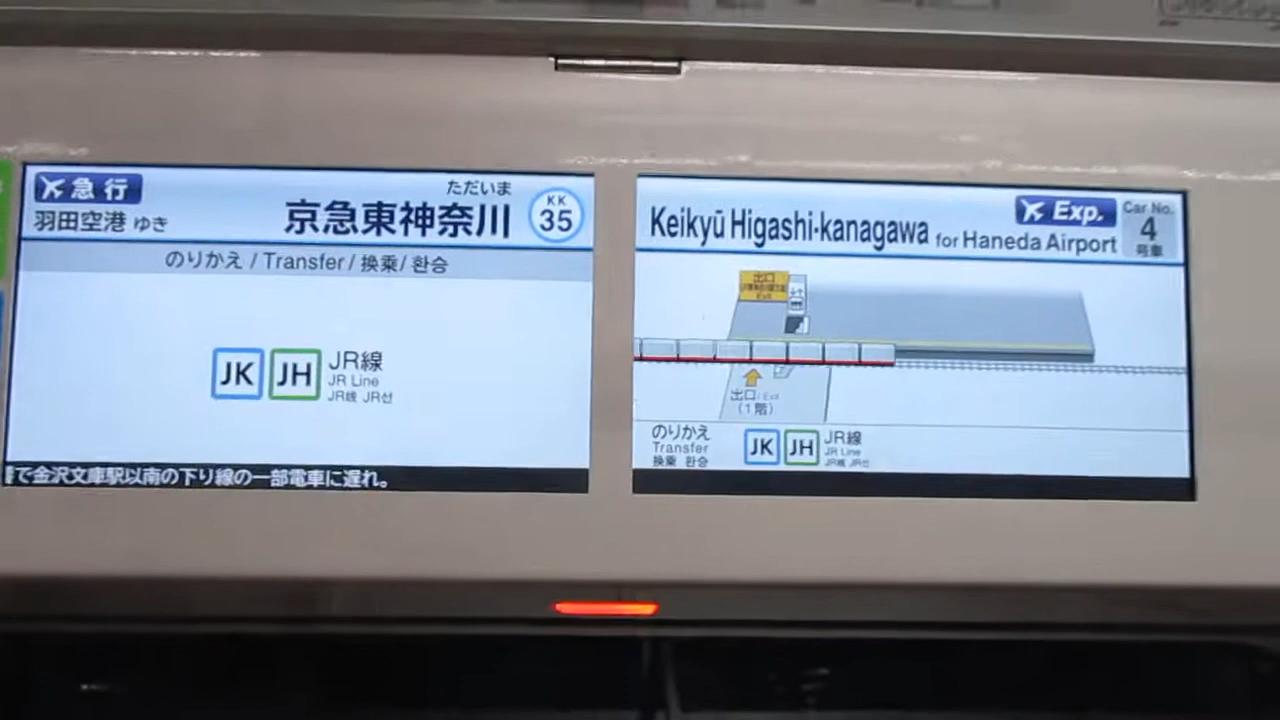 急行
羽田空港 ゆき
ただいま
京急東神奈川
KK
35
のりかえ / Transfer / 換乗 / 환승
JK JH JR線
JR Line
JR线 JR선
で金沢文庫駅以南の下り線の一部電車に遅れ。
Keikyū Higashi-kanagawa for Haneda Airport
Exp.
Car No.
4
号車
出口
Exit
出口 / Exit
(1階)
のりかえ
Transfer
換乗 환승
JK JH JR線
JR Line
JR线 JR선